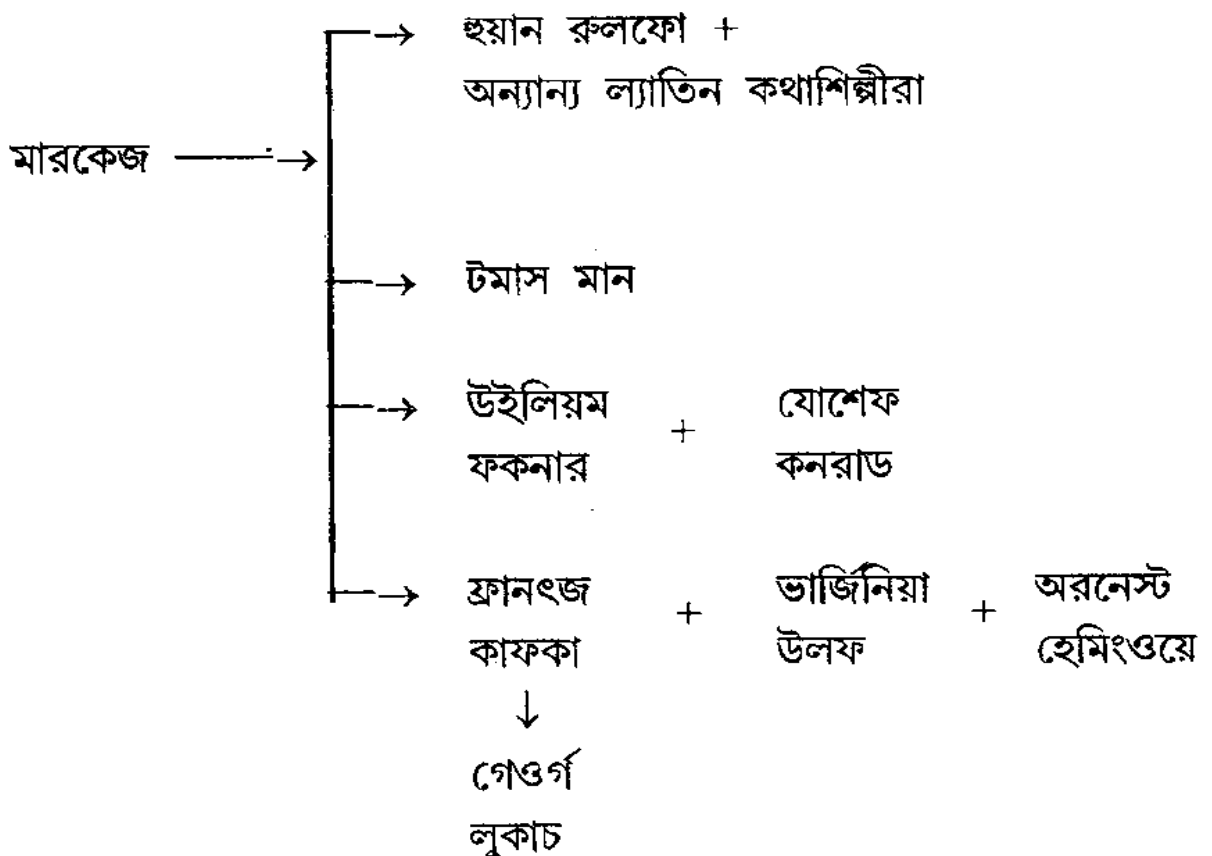 হুয়ান রুলফো +
অন্যান্য ল্যাতিন কথাশিল্পীরা
মারকেজ
টমাস মান
উইলিয়ম + যোশেফ
ফকনার কনরাড
ফ্রানৎজ + ভার্জিনিয়া + অরনেস্ট
কাফকা উলফ হেমিংওয়ে
↓
গেওর্গ
লুকাচ